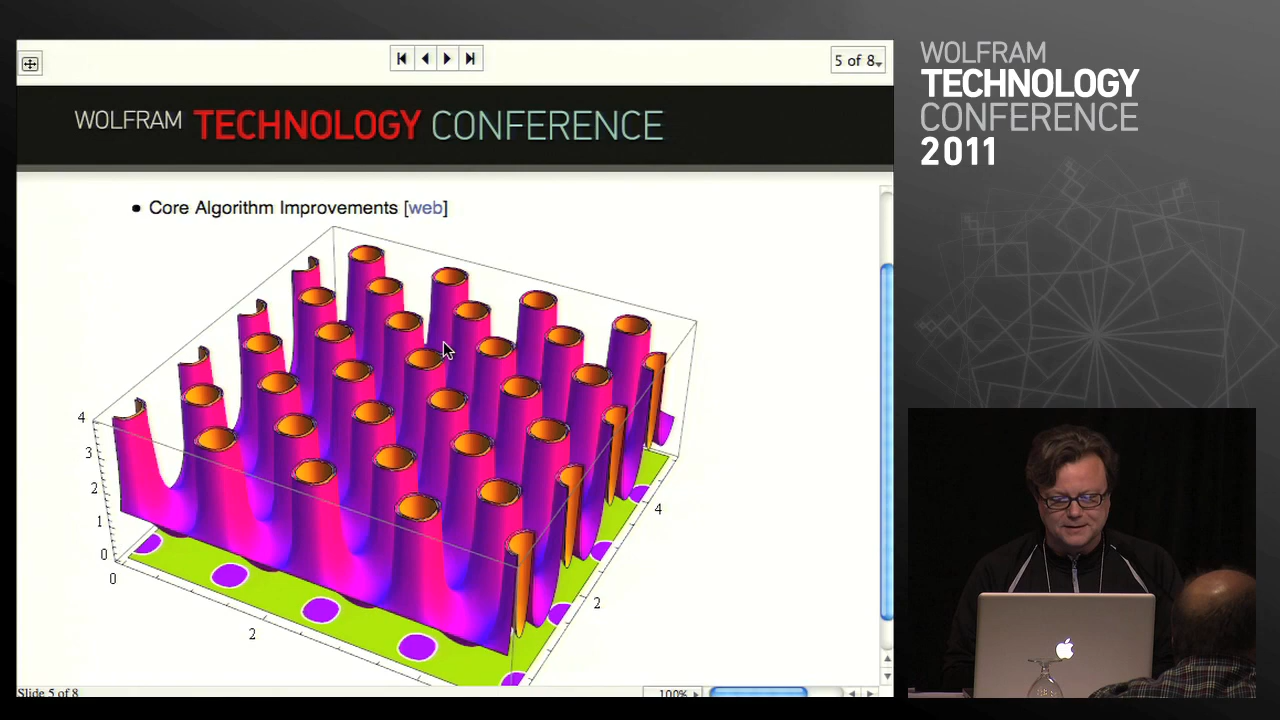 5 of 8
WOLFRAM TECHNOLOGY CONFERENCE
• Core Algorithm Improvements [web]
4
3
2
1
0
0
2
2
4
Slide 5 of 8
100%
WOLFRAM
TECHNOLOGY
CONFERENCE
2011